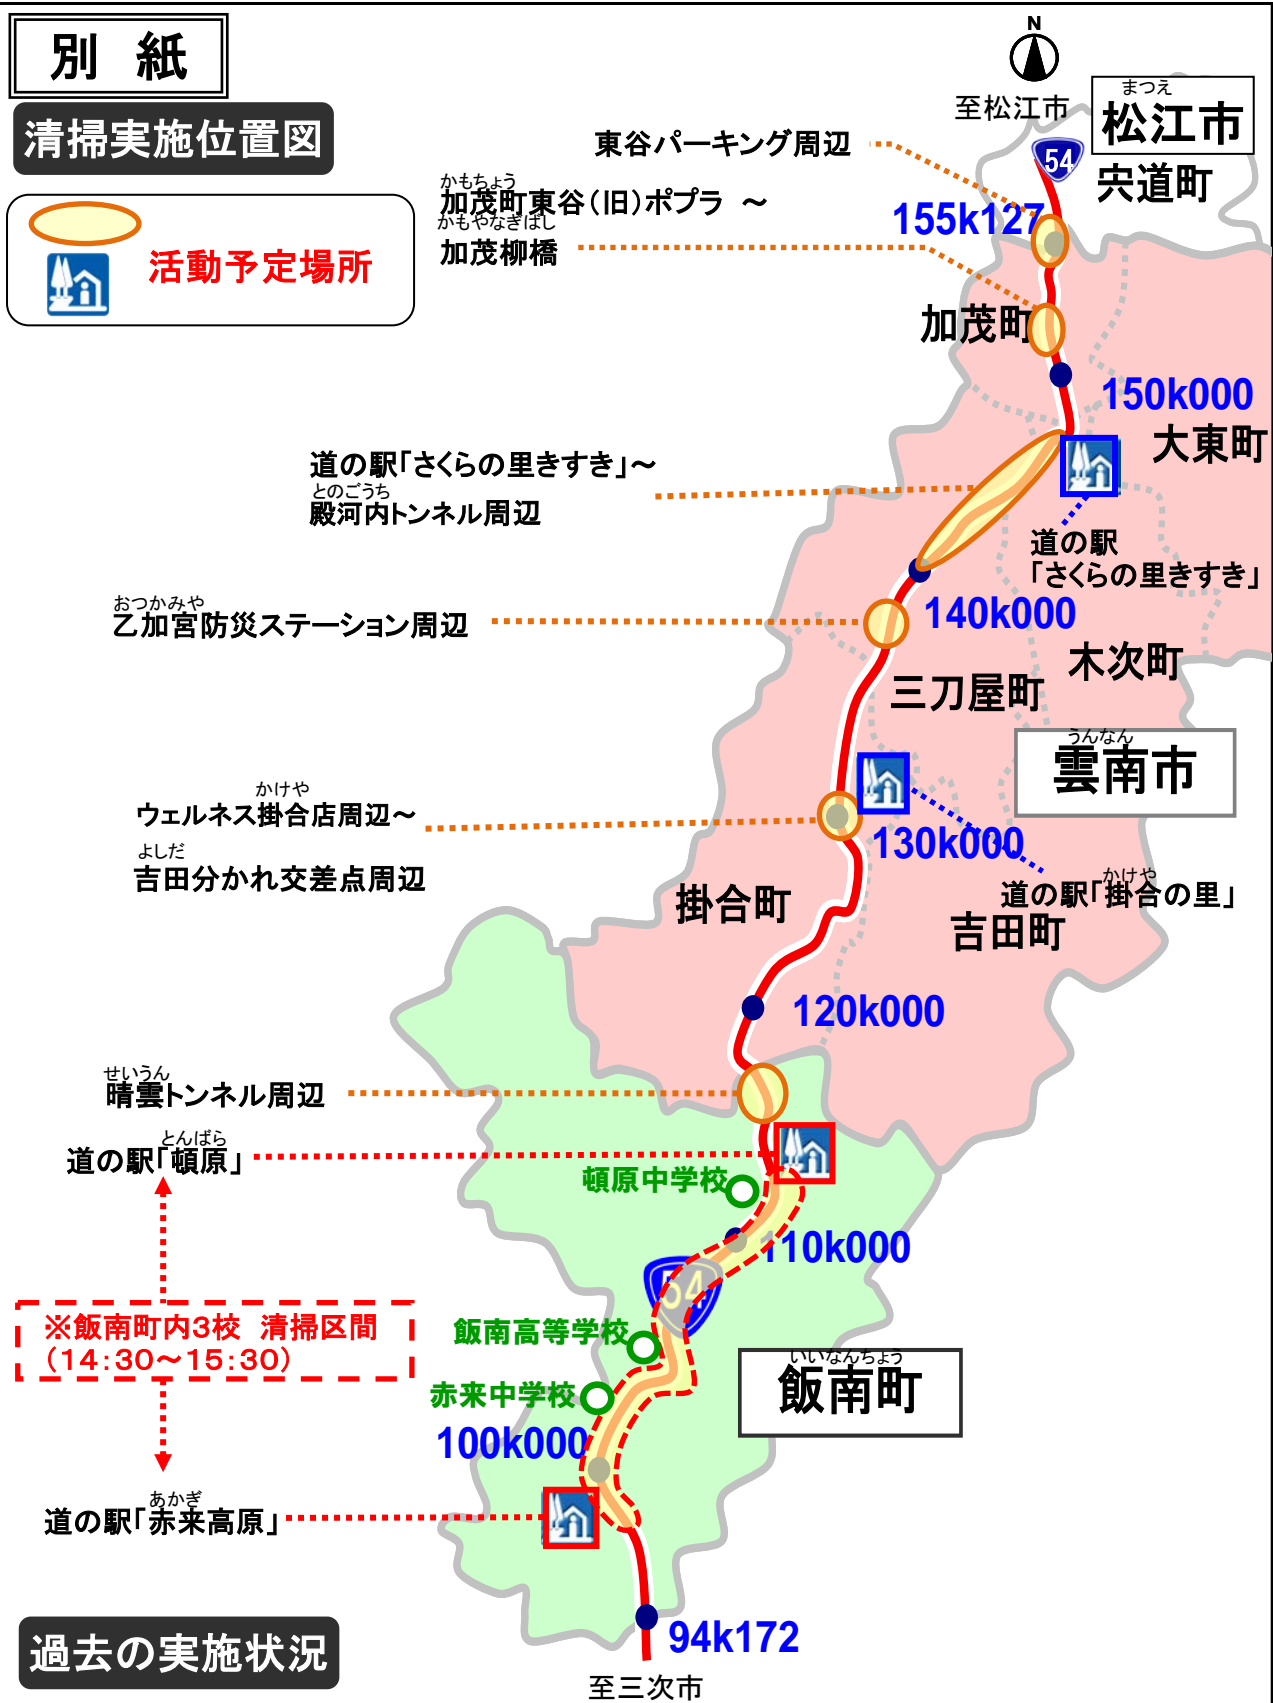 別 紙
清掃実施位置図
活動予定場所
N
至松江市
まつえ
松江市
54
宍道町
東谷パーキング周辺
155k127
かもちょう
加茂町東谷(旧)ポプラ ～
かもやなぎばし
加茂柳橋
加茂町
150k000
大東町
道の駅「さくらの里きすき」～
とのごうち
殿河内トンネル周辺
道の駅
「さくらの里きすき」
おつかみや
乙加宮防災ステーション周辺
140k000
木次町
三刀屋町
うんなん
雲南市
かけや
ウェルネス掛合店周辺～
よしだ
吉田分かれ交差点周辺
130k000
かけや
道の駅「掛合の里」
掛合町
吉田町
120k000
せいうん
晴雲トンネル周辺
とんばら
道の駅「頓原」
頓原中学校
110k000
54
※飯南町内3校 清掃区間
(14:30～15:30)
飯南高等学校
いいなんちょう
飯南町
赤来中学校
100k000
あかぎ
道の駅「赤来高原」
94k172
過去の実施状況
至三次市